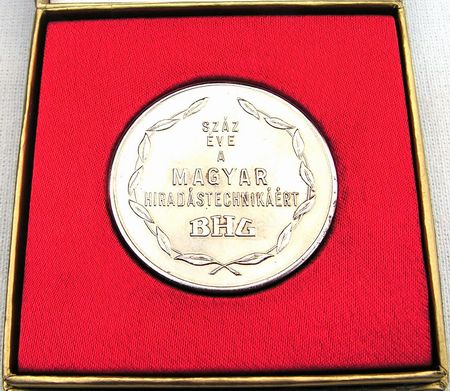 SZÁZ
ÉVE
A
MAGYAR
HIRADÁSTECHNIKÁÉRT
BHG